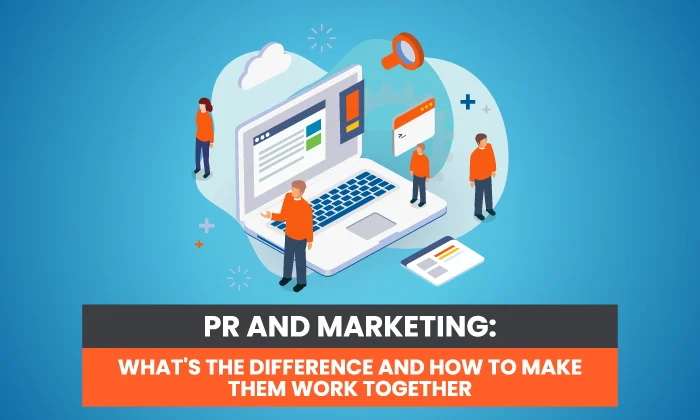 PR AND MARKETING:
WHAT'S THE DIFFERENCE AND HOW TO MAKE
THEM WORK TOGETHER